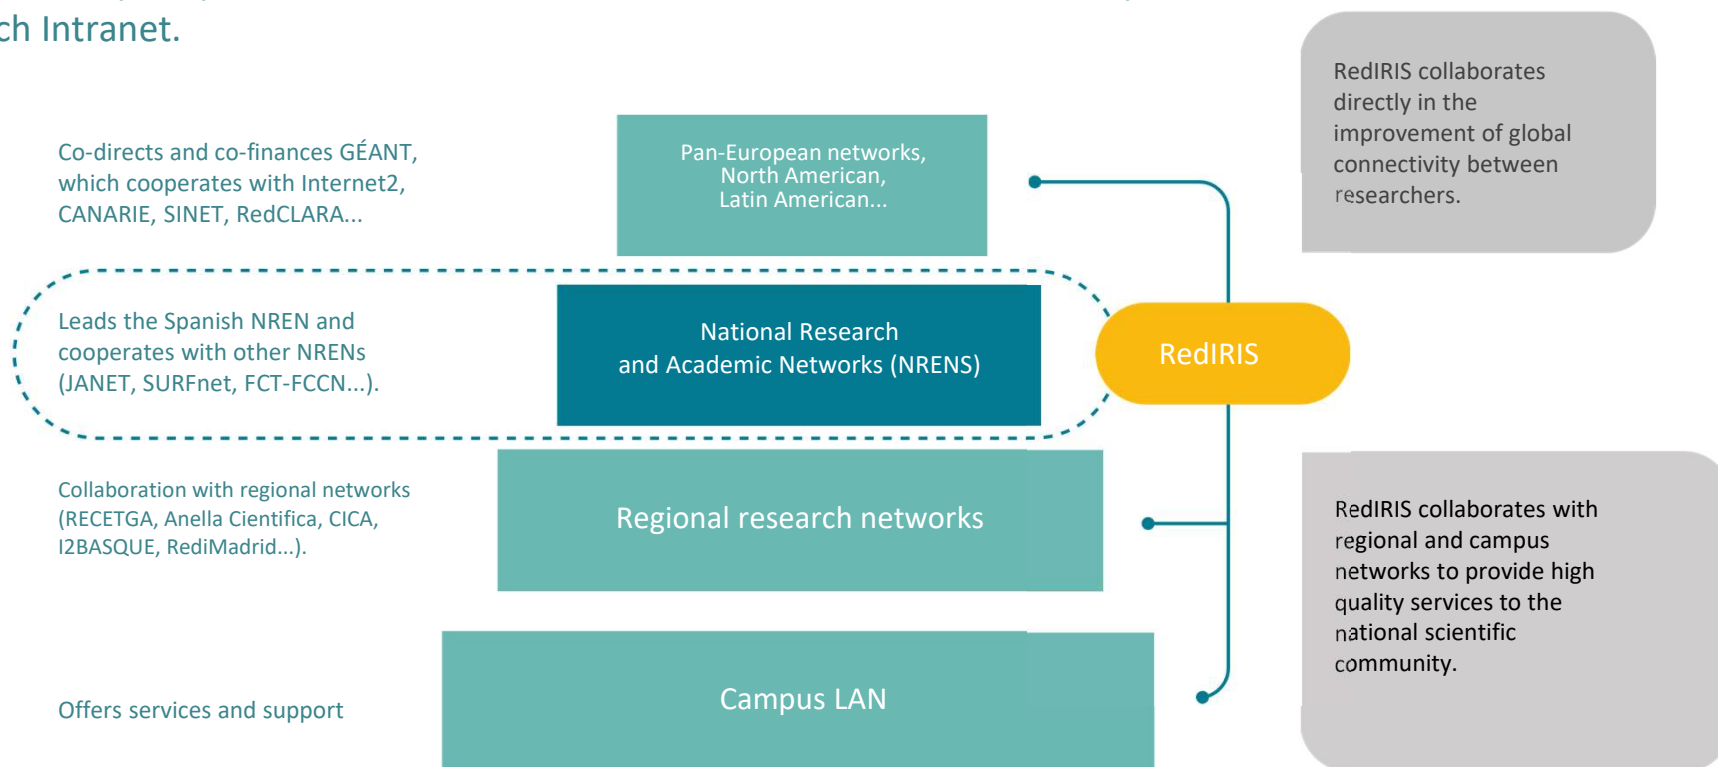 ch Intranet.
Co-directs and co-finances GÉANT,
which cooperates with Internet2,
CANARIE, SINET, RedCLARA...
Pan-European networks,
North American,
Latin American...
RedIRIS collaborates
directly in the
improvement of global
connectivity between
researchers.
Leads the Spanish NREN and
cooperates with other NRENs
(JANET, SURFnet, FCT-FCCN...).
National Research
and Academic Networks (NRENS)
RedIRIS
Collaboration with regional networks
(RECETGA, Anella Cientifica, CICA,
I2BASQUE, RediMadrid...).
Regional research networks
RedIRIS collaborates with
regional and campus
networks to provide high
quality services to the
national scientific
community.
Offers services and support
Campus LAN